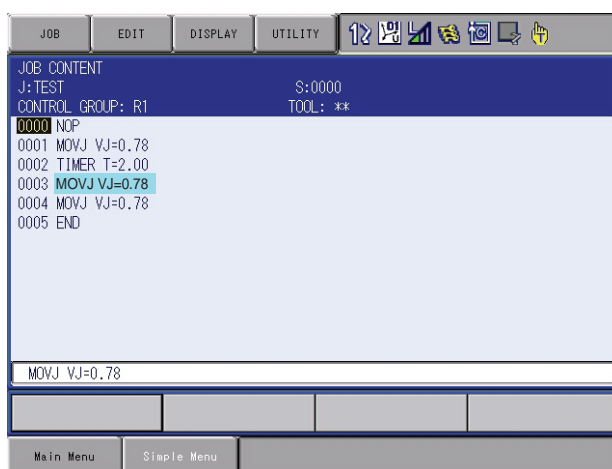 JOB EDIT DISPLAY UTILITY
JOB CONTENT
J:TEST S:0000
CONTROL GROUP: R1 TOOL: **
0000 NOP
0001 MOVJ VJ=0.78
0002 TIMER T=2.00
0003 MOVJ VJ=0.78
0004 MOVJ VJ=0.78
0005 END
MOVJ VJ=0.78
Main Menu Simple Menu